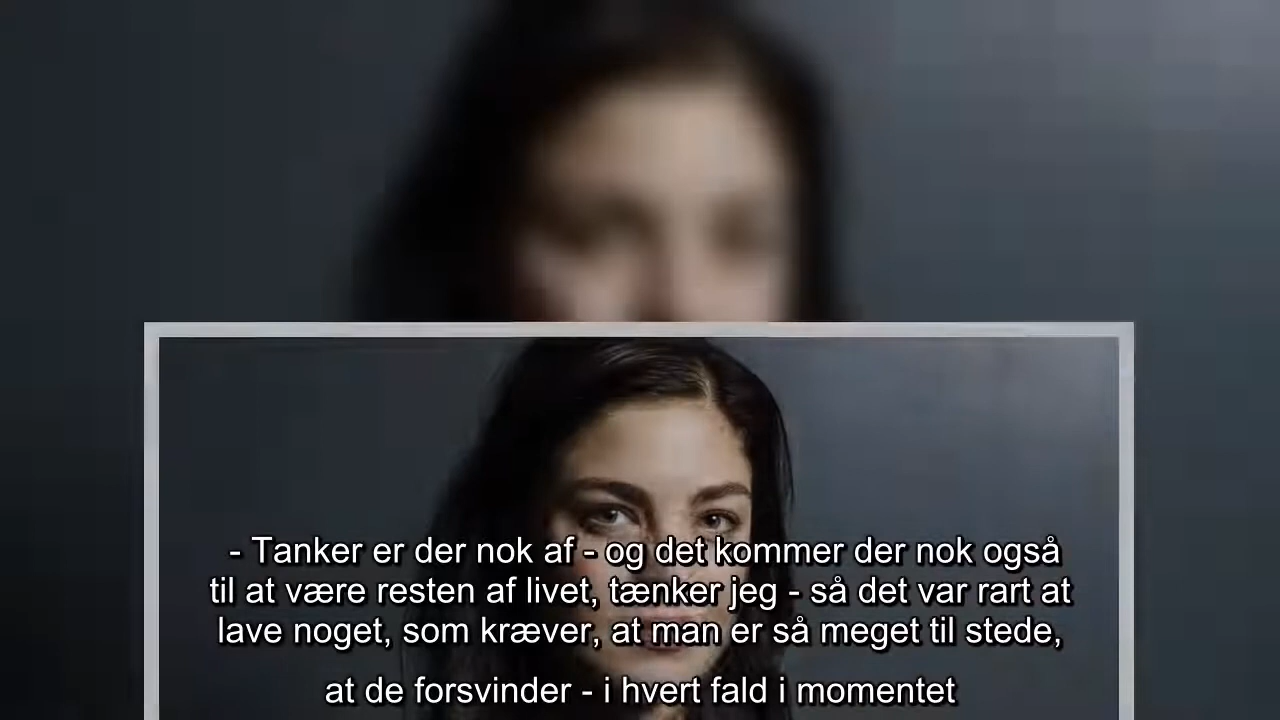 - Tanker er der nok af - og det kommer der nok også
til at være resten af livet, tænker jeg - så det var rart at
lave noget, som kræver, at man er så meget til stede,
at de forsvinder - i hvert fald i momentet